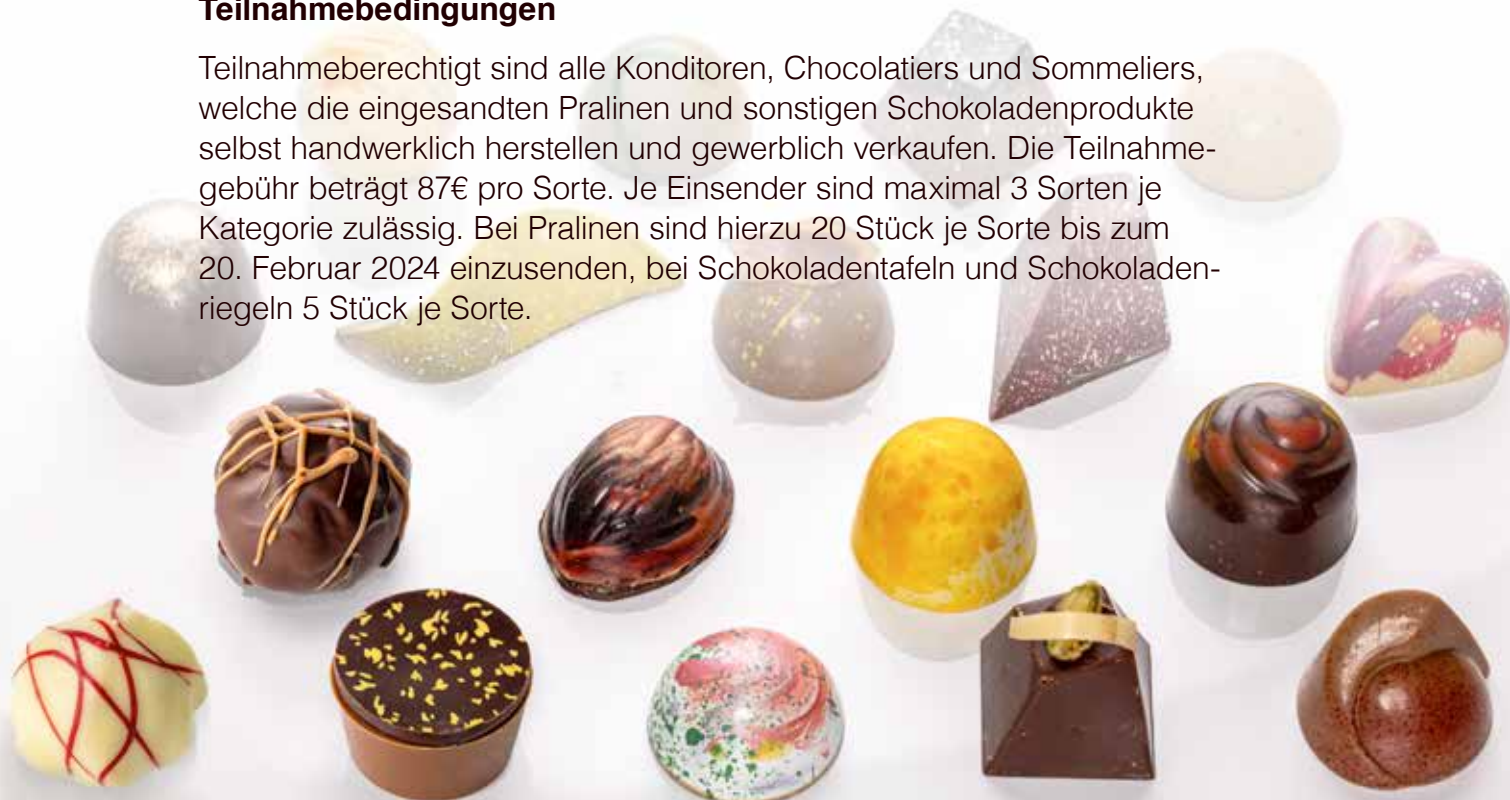 Teilnahmebedingungen
Teilnahmeberechtigt sind alle Konditoren, Chocolatiers und Sommeliers,
welche die eingesandten Pralinen und sonstigen Schokoladenprodukte
selbst handwerklich herstellen und gewerblich verkaufen. Die Teilnahme-
gebühr beträgt 87€ pro Sorte. Je Einsender sind maximal 3 Sorten je
Kategorie zulässig. Bei Pralinen sind hierzu 20 Stück je Sorte bis zum
20. Februar 2024 einzusenden, bei Schokoladentafeln und Schokoladen-
riegeln 5 Stück je Sorte.